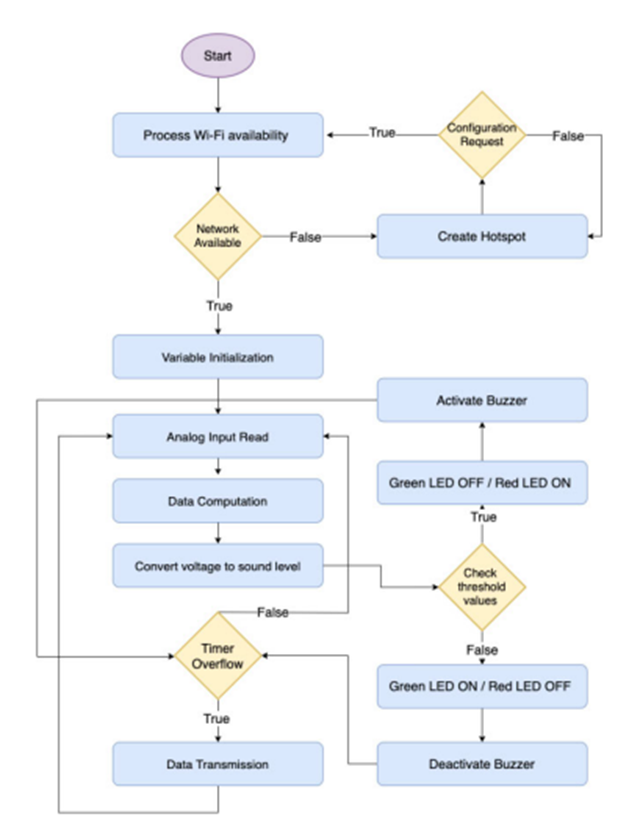 Start
Process Wi-Fi availability
True
Configuration
Request
False
Network
Available
False
Create Hotspot
True
Variable Initialization
Activate Buzzer
Analog Input Read
Green LED OFF / Red LED ON
Data Computation
True
Convert voltage to sound level
Check
threshold
values
False
Timer
Overflow
False
Green LED ON / Red LED OFF
True
Data Transmission
Deactivate Buzzer